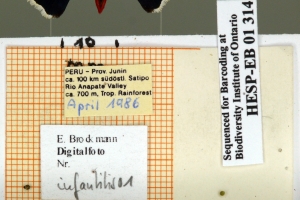 PERU - Prov. Junin
ca. 100 km südöstl. Satipo
Rio Anapate Valley
ca. 700 m, Trop. Rainforest
April 1986
E. Brockmann
Digitalfoto
Nr.
Sequenced for Barcoding at
Biodiversity Institute of Ontario
HESP-EB 01 314